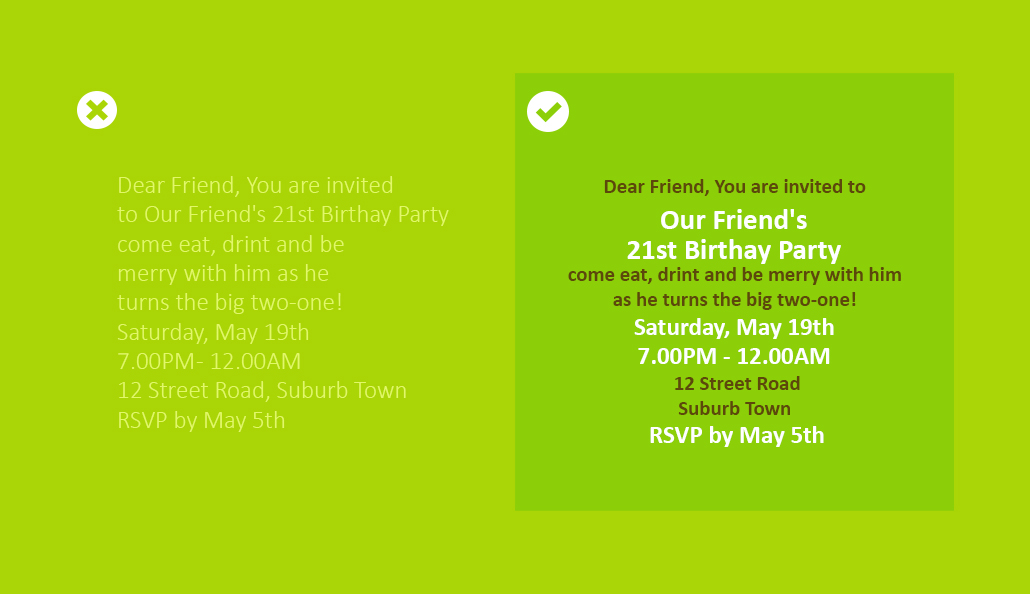 Dear Friend, You are invited
to Our Friend's 21st Birthay Party
come eat, drint and be
merry with him as he
turns the big two-one!
Saturday, May 19th
7.00PM - 12.00AM
12 Street Road, Suburb Town
RSVP by May 5th
Dear Friend, You are invited to
Our Friend's
21st Birthay Party
come eat, drint and be merry with him
as he turns the big two-one!
Saturday, May 19th
7.00PM - 12.00AM
12 Street Road
Suburb Town
RSVP by May 5th